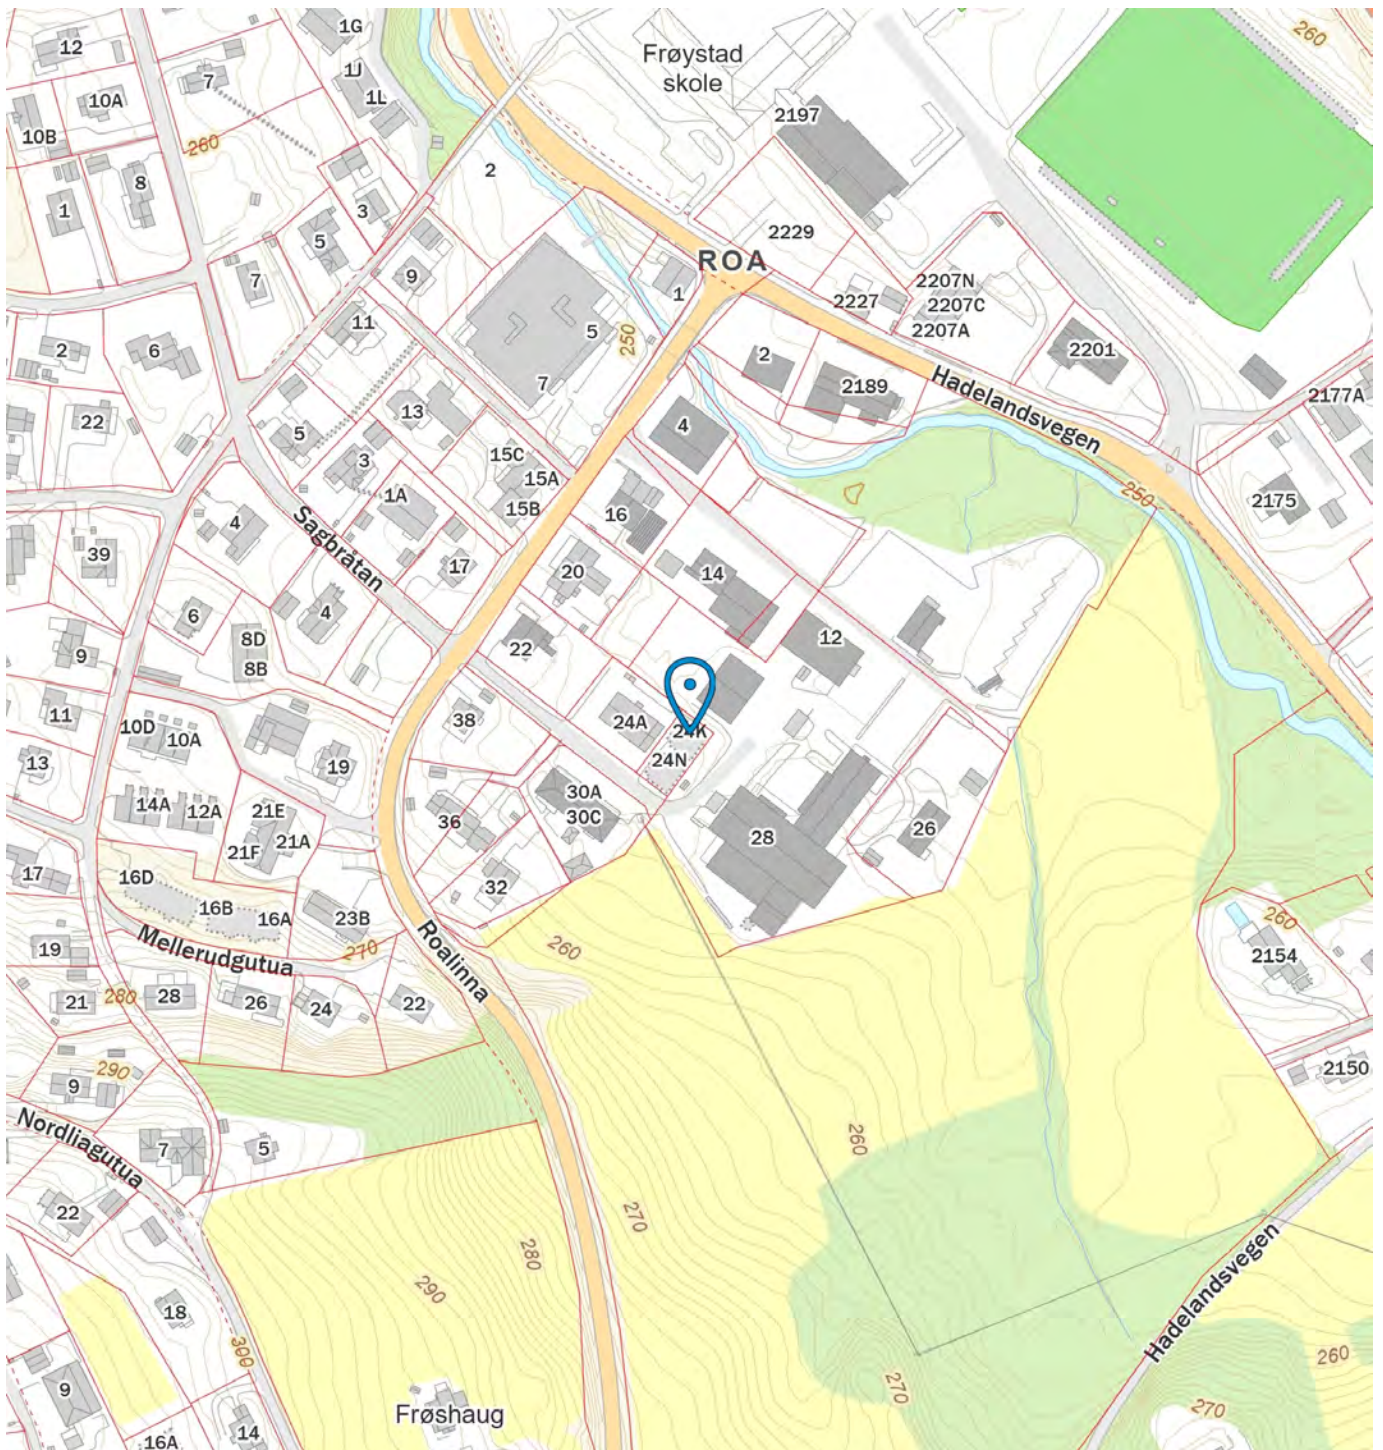 1G
12
1J
Frøystad
skole
260
7
10A
1L
10B
2197
260
2
8
1
3
5
2229
ROA
7
9
1
2207N
2227
2207C
2207A
11
5
250
2
6
2
2201
2189
Hadelandsvegen
7
2177A
13
22
4
5
3
15C
15A
1A
15B
16
250
2175
4
Sagbråtan
39
17
20
14
6
4
8D
12
9
22
8B
24A
38
11
10D
10A
24K
24N
19
13
30A
14A
12A
21E
30C
36
21A
26
28
21F
17
16D
32
16B
16A
23B
260
2154
19
Mellerudgutua
270
Roalinna
260
21
280
28
26
24
22
290
9
2150
Nordliagutua
7
5
260
22
270
280
Hadelandsvegen
290
18
300
260
9
270
Frøshaug
270
14
16A